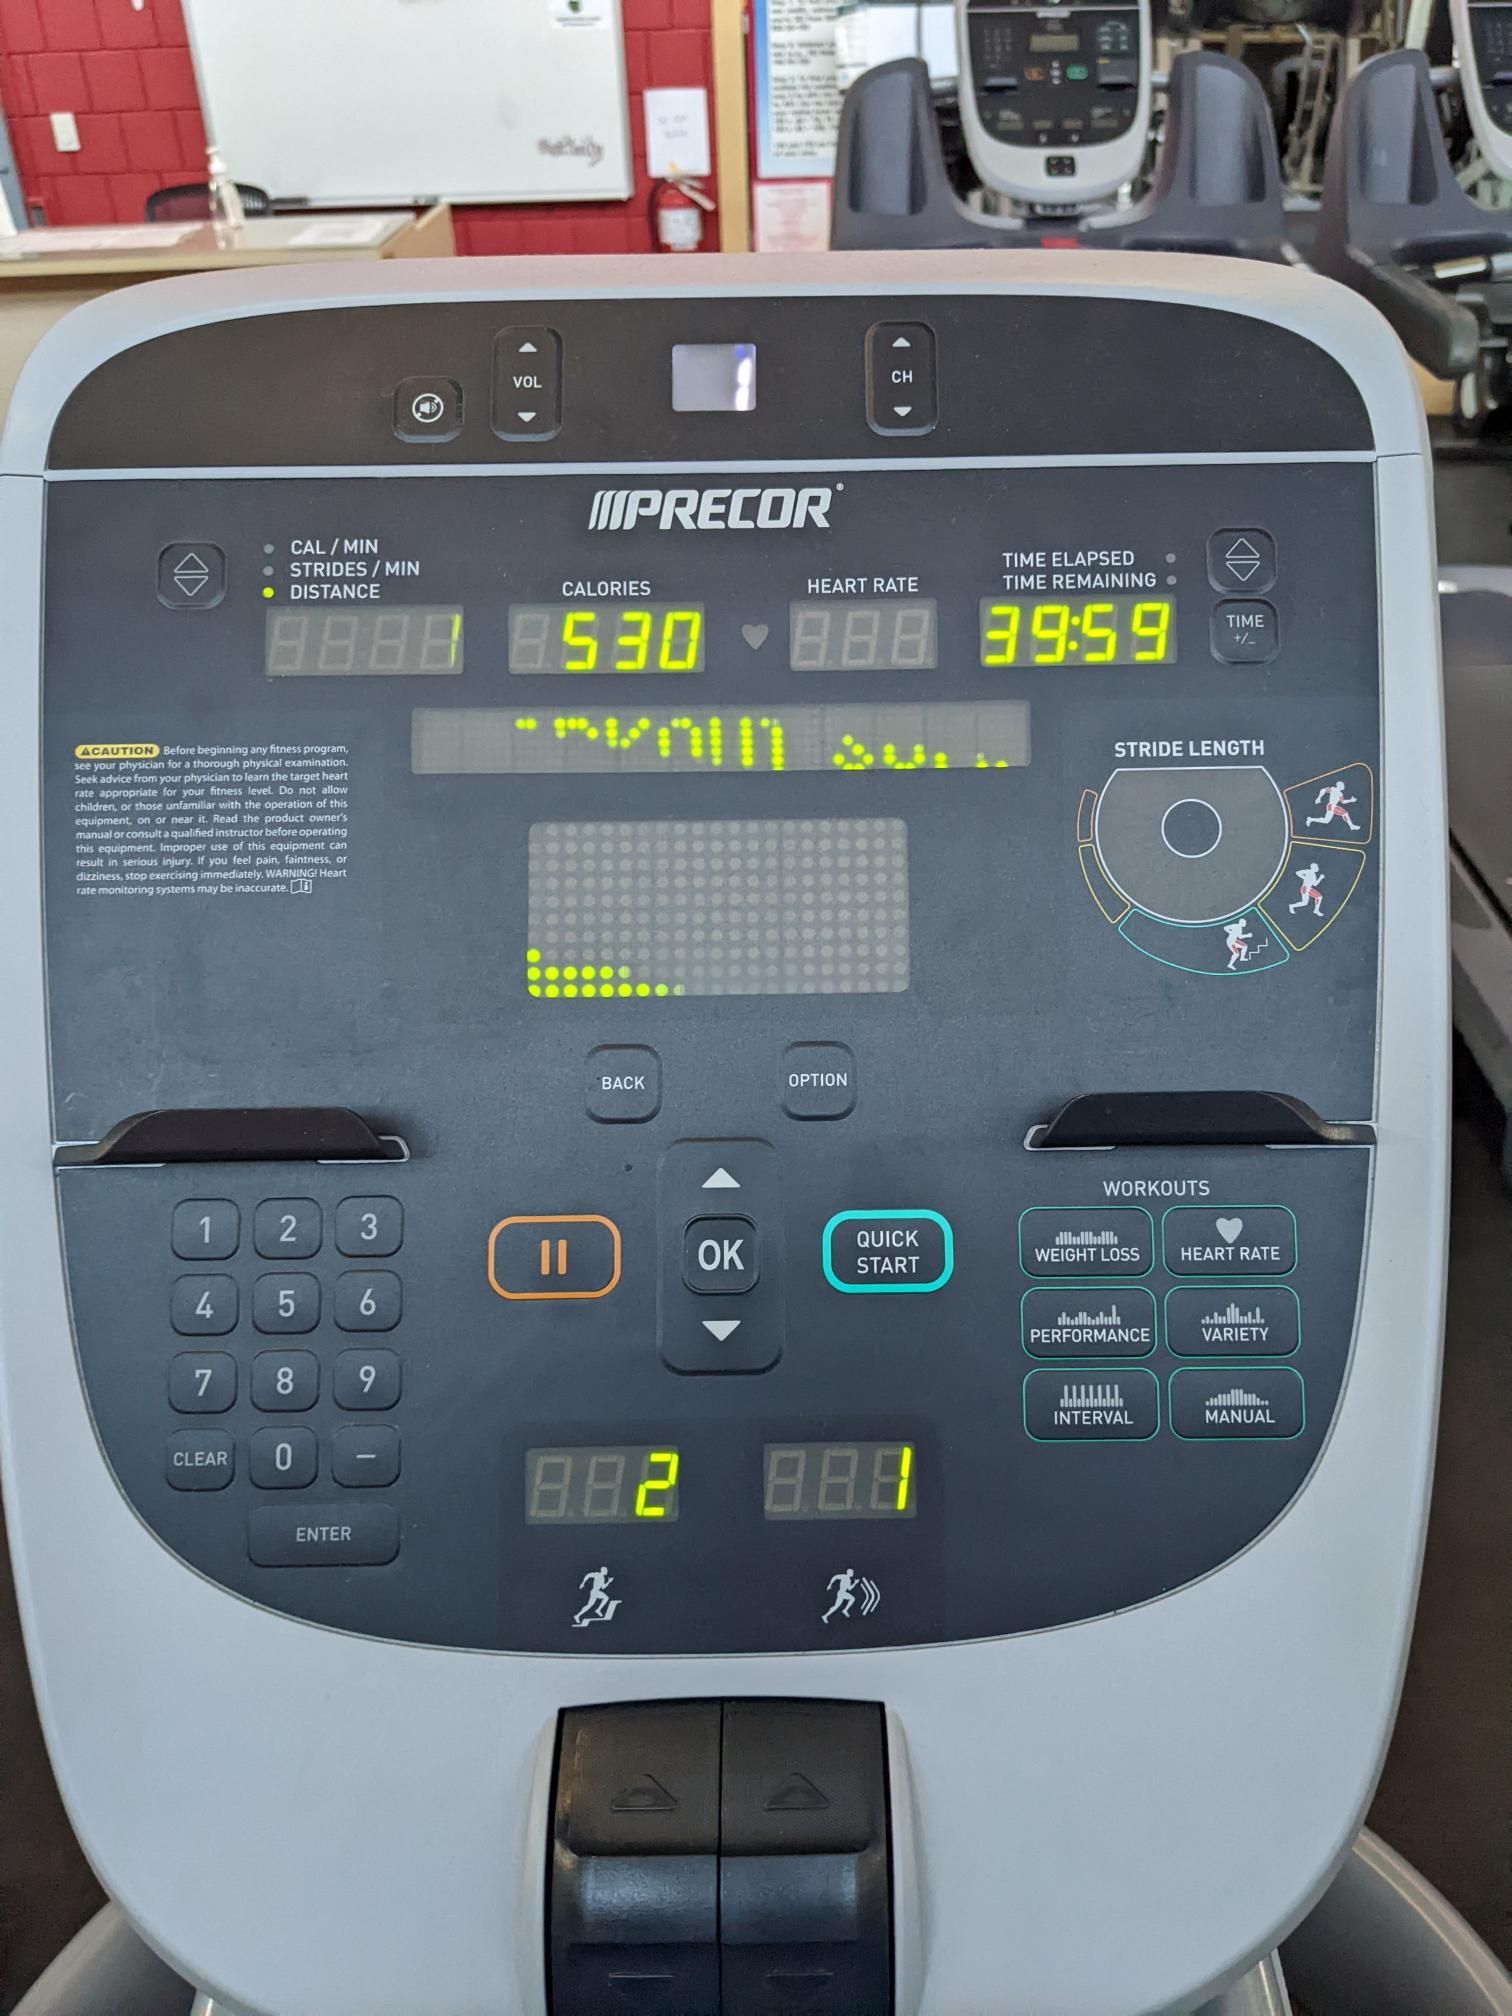 VOL
CH
PRECOR®
CAL / MIN
STRIDES / MIN
DISTANCE
CALORIES
HEART RATE
TIME ELAPSED
TIME REMAINING
1
530
39:59
TIME
+/_
⚠CAUTION Before beginning any fitness program,
see your physician for a thorough physical examination.
Seek advice from your physician to learn the target heart
rate appropriate for your fitness level. Do not allow
children, or those unfamiliar with the operation of this
equipment, on or near it. Read the product owner's
manual or consult a qualified instructor before operating
this equipment. Improper use of this equipment can
result in serious injury. If you feel pain, faintness, or
dizziness, stop exercising immediately. WARNING! Heart
rate monitoring systems may be inaccurate.
STRIDE LENGTH
BACK
OPTION
1 2 3
4 5 6
7 8 9
CLEAR 0 –
ENTER
OK
QUICK
START
WORKOUTS
WEIGHT LOSS
HEART RATE
PERFORMANCE
VARIETY
INTERVAL
MANUAL
2
1